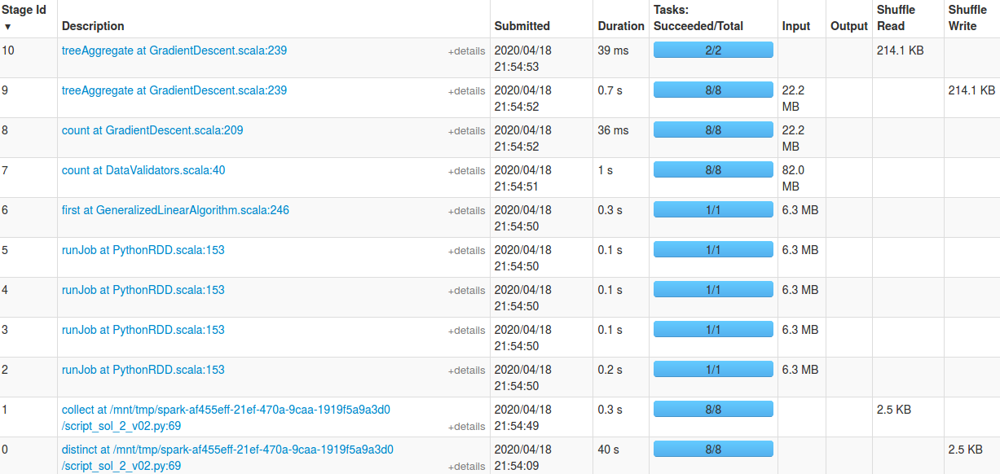 Stage Id ▼ Description Submitted Duration Tasks: Succeeded/Total Input Output Shuffle Read Shuffle Write
10 treeAggregate at GradientDescent.scala:239 +details 2020/04/18 21:54:53 39 ms 2/2 214.1 KB
9 treeAggregate at GradientDescent.scala:239 +details 2020/04/18 21:54:52 0.7 s 8/8 22.2 MB 214.1 KB
8 count at GradientDescent.scala:209 +details 2020/04/18 21:54:52 36 ms 8/8 22.2 MB
7 count at DataValidators.scala:40 +details 2020/04/18 21:54:51 1 s 8/8 82.0 MB
6 first at GeneralizedLinearAlgorithm.scala:246 +details 2020/04/18 21:54:50 0.3 s 1/1 6.3 MB
5 runJob at PythonRDD.scala:153 +details 2020/04/18 21:54:50 0.1 s 1/1 6.3 MB
4 runJob at PythonRDD.scala:153 +details 2020/04/18 21:54:50 0.1 s 1/1 6.3 MB
3 runJob at PythonRDD.scala:153 +details 2020/04/18 21:54:50 0.1 s 1/1 6.3 MB
2 runJob at PythonRDD.scala:153 +details 2020/04/18 21:54:50 0.2 s 1/1 6.3 MB
1 collect at /mnt/tmp/spark-af455eff-21ef-470a-9caa-1919f5a9a3d0
/script_sol_2_v02.py:69 +details 2020/04/18 21:54:49 0.3 s 8/8 2.5 KB
0 distinct at /mnt/tmp/spark-af455eff-21ef-470a-9caa-1919f5a9a3d0
/script_sol_2_v02.py:69 +details 2020/04/18 21:54:09 40 s 8/8 2.5 KB